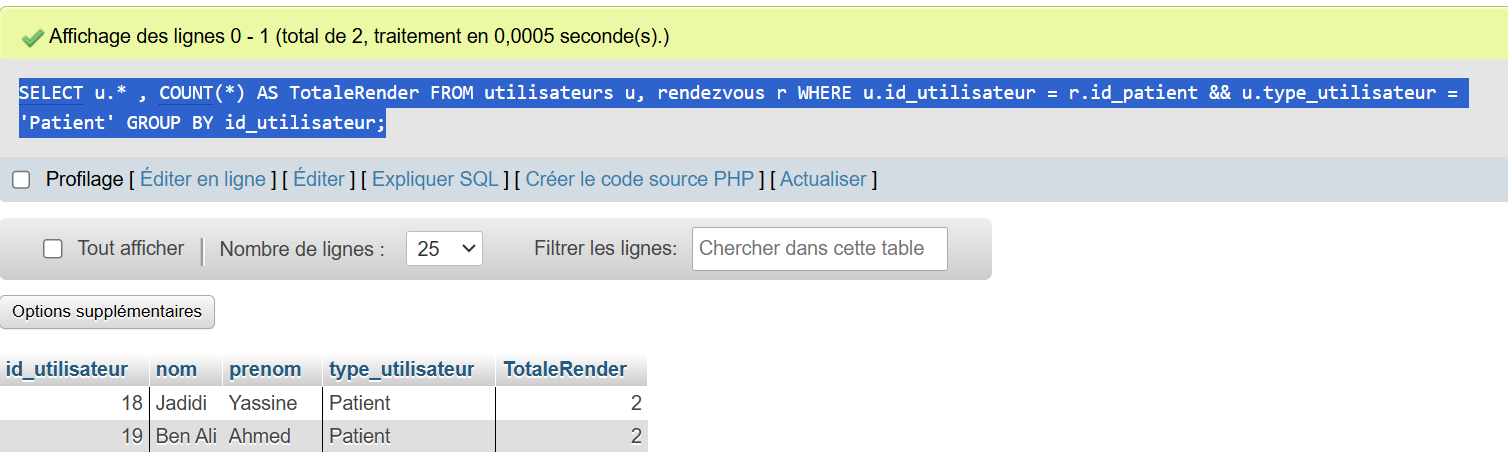 Affichage des lignes 0 - 1 (total de 2, traitement en 0,0005 seconde(s).)
SELECT u.* , COUNT(*) AS TotaleRender FROM utilisateurs u, rendezvous r WHERE u.id_utilisateur = r.id_patient && u.type_utilisateur =
'Patient' GROUP BY id_utilisateur;
Profilage [ Éditer en ligne ] [ Éditer ] [ Expliquer SQL ] [ Créer le code source PHP ] [ Actualiser ]
Tout afficher | Nombre de lignes : 25 Filtrer les lignes: Chercher dans cette table
Options supplémentaires
id_utilisateur nom prenom type_utilisateur TotaleRender
18 Jadidi Yassine Patient 2
19 Ben Ali Ahmed Patient 2